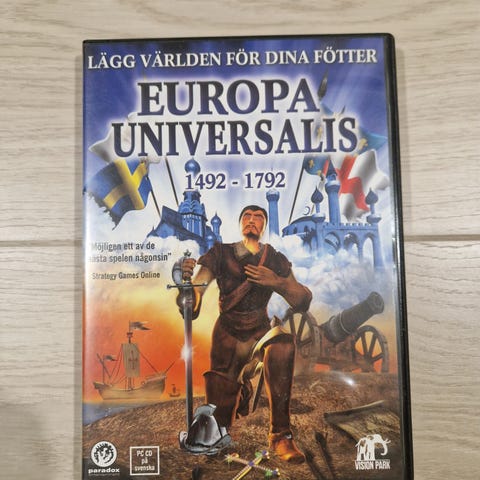 LÄGG VÄRLDEN FÖR DINA FÖTTER
EUROPA
UNIVERSALIS
1492 - 1792
"Möjligen ett av de
bästa spelen någonsin"
Strategy Games Online
paradox
PC CD
på
svenska
VISION PARK